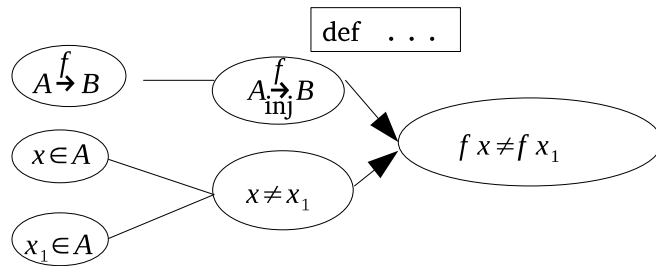 def . . .
f
A → B
f
A → B
inj
x ∈ A
f x ≠ f x₁
x ≠ x₁
x₁ ∈ A